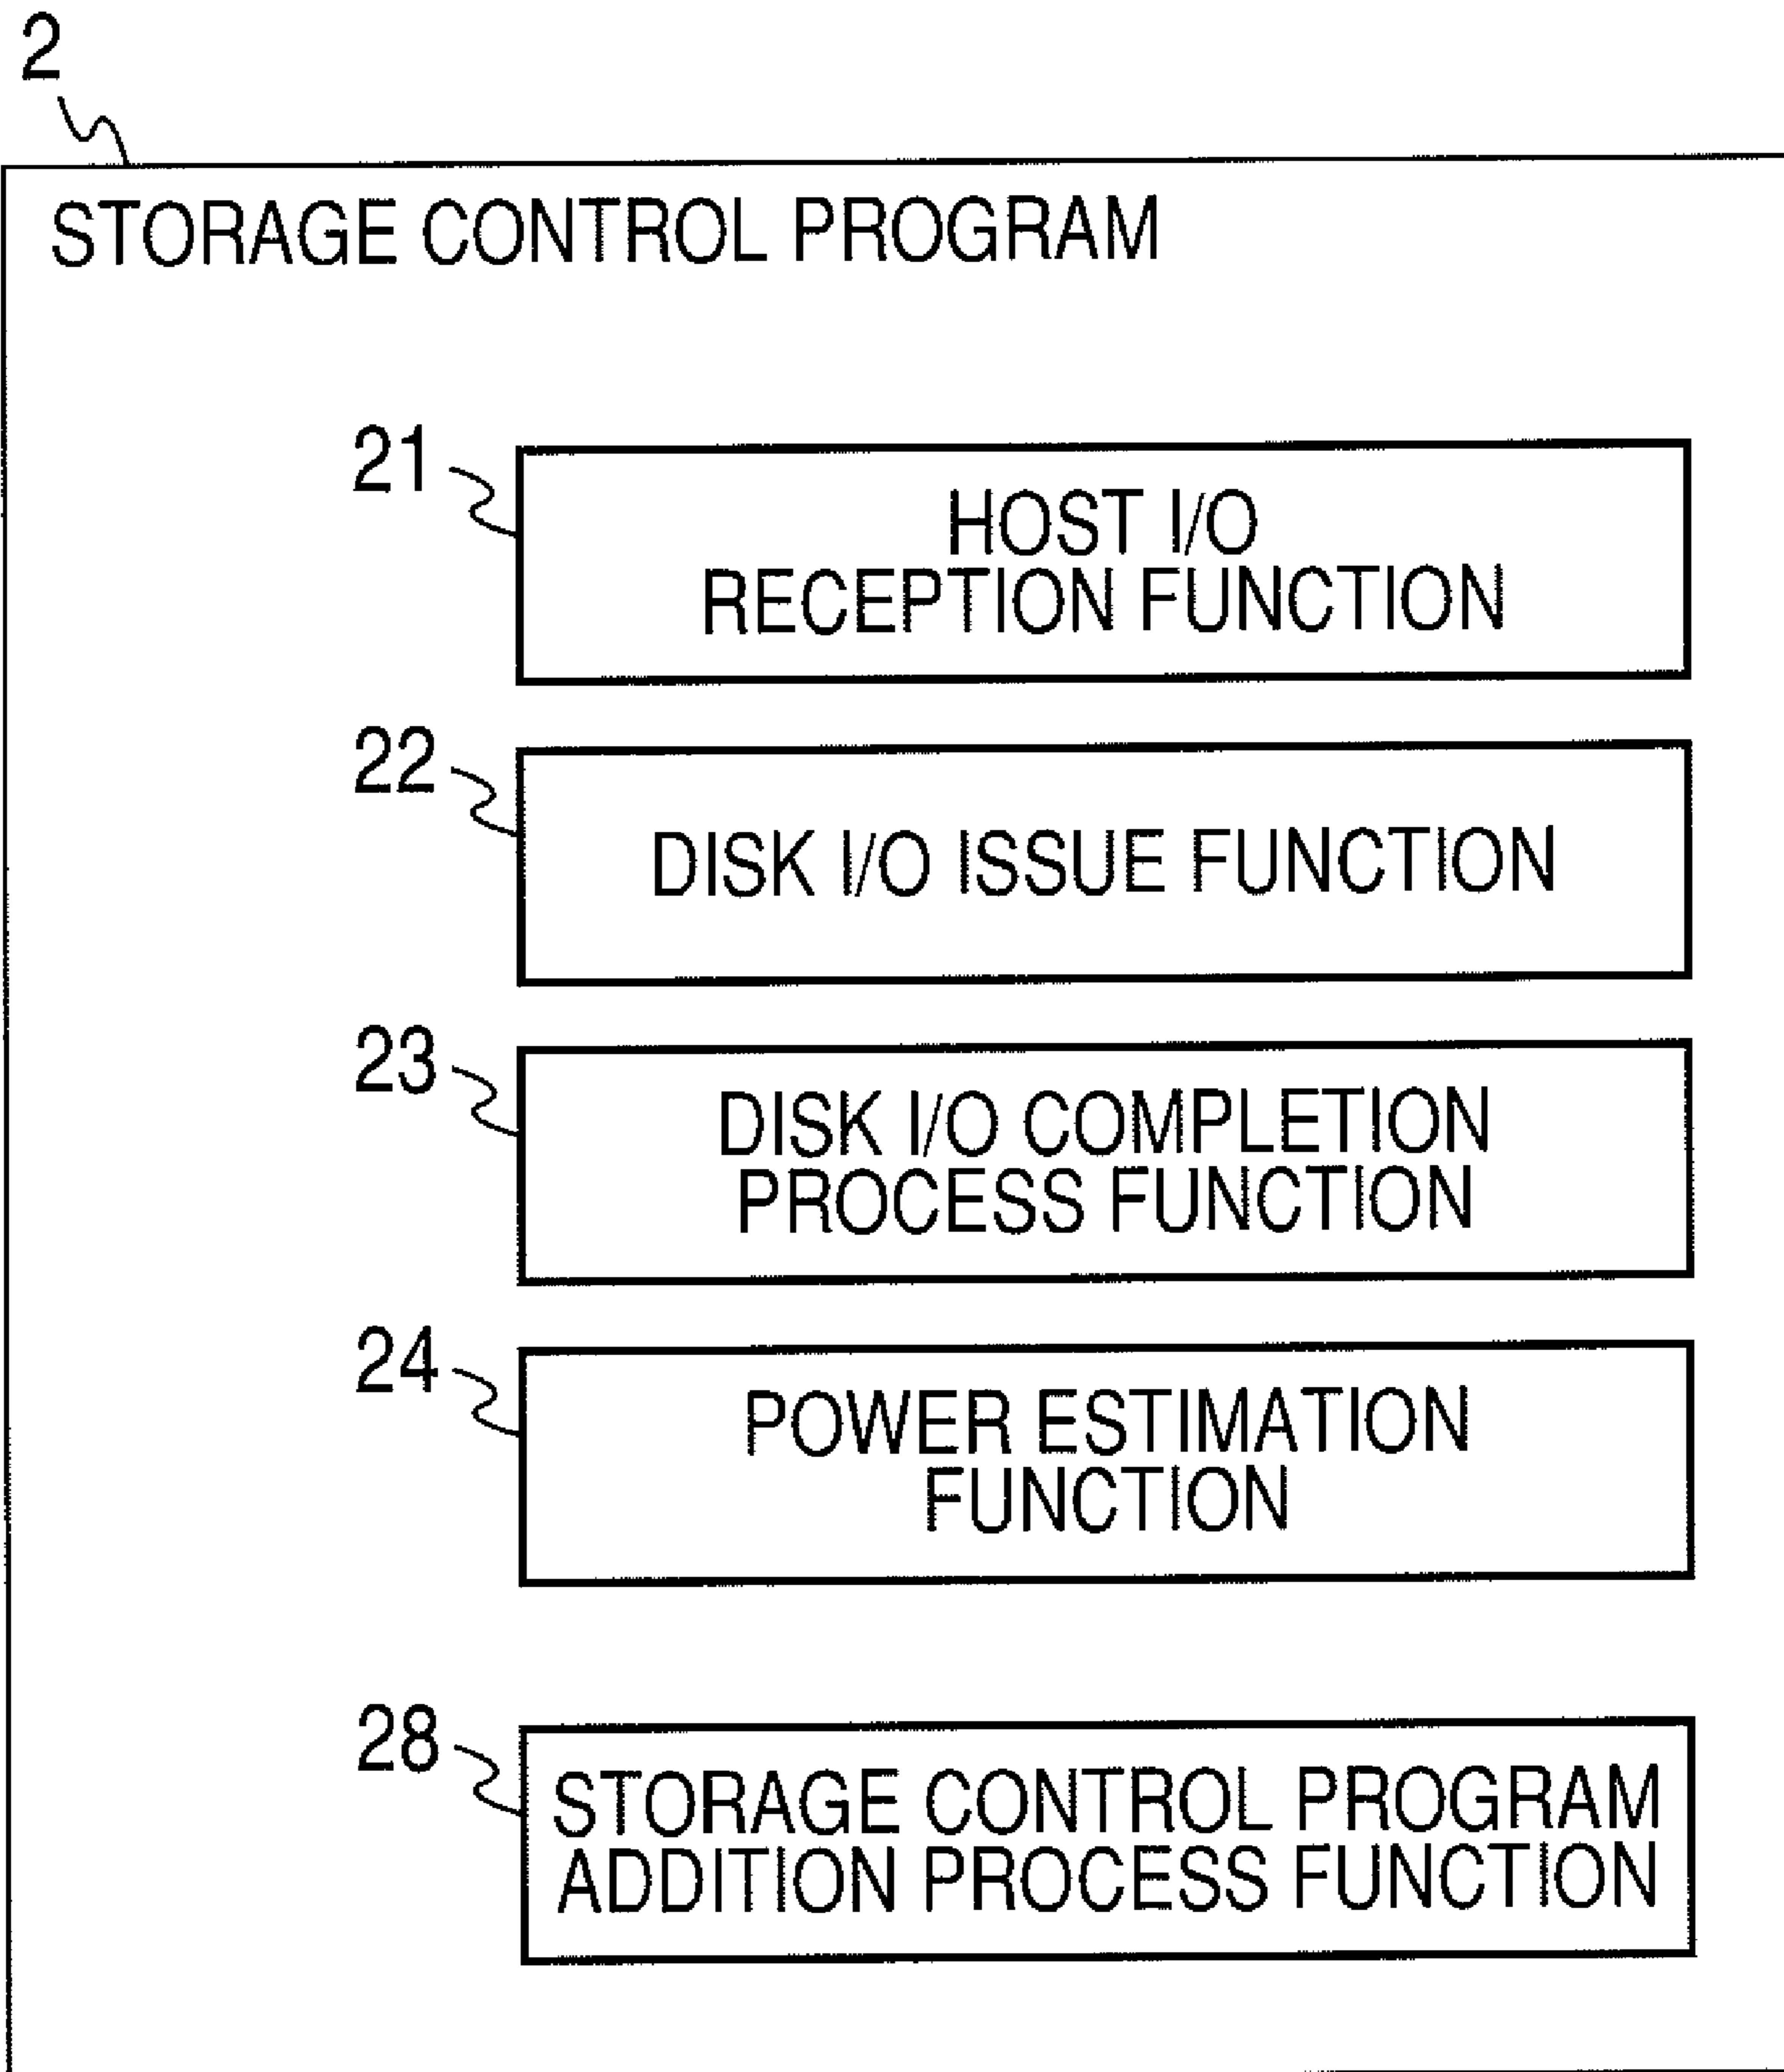 2
STORAGE CONTROL PROGRAM
21
HOST I/O
RECEPTION FUNCTION
22
DISK I/O ISSUE FUNCTION
23
DISK I/O COMPLETION
PROCESS FUNCTION
24
POWER ESTIMATION
FUNCTION
28
STORAGE CONTROL PROGRAM
ADDITION PROCESS FUNCTION